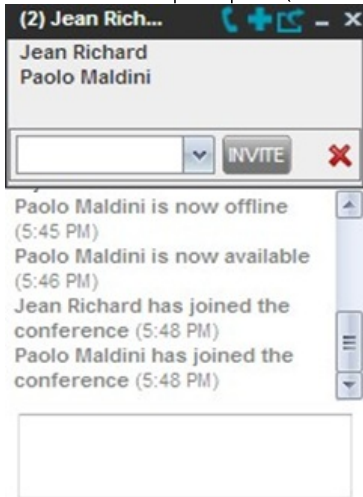 (2) Jean Rich...
Jean Richard
Paolo Maldini
INVITE
Paolo Maldini is now offline
(5:45 PM)
Paolo Maldini is now available
(5:46 PM)
Jean Richard has joined the
conference (5:48 PM)
Paolo Maldini has joined the
conference (5:48 PM)